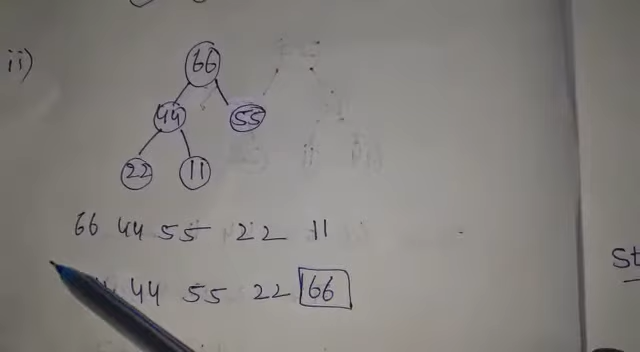 ii)
66
44 55
22 11
66 44 55 22 11
44 55 22 66
St